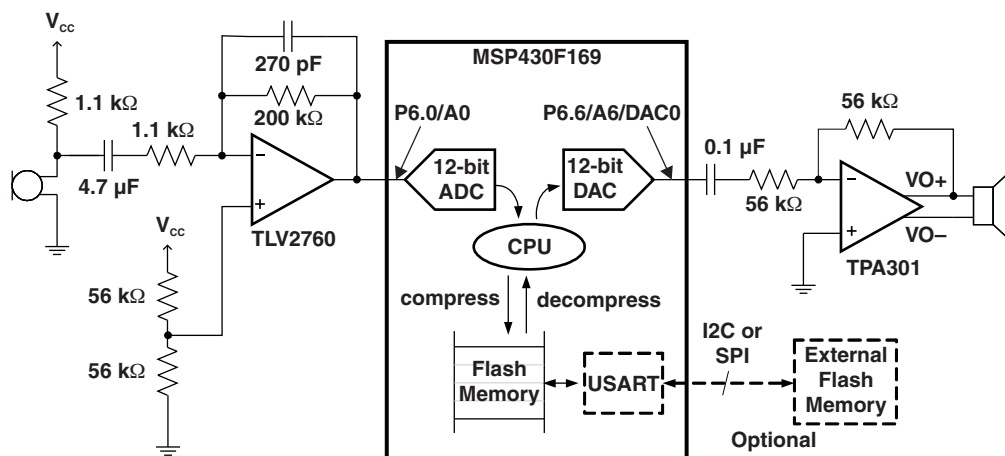 V_CC
1.1 kΩ
4.7 µF
1.1 kΩ
270 pF
200 kΩ
−
+
TLV2760
V_CC
56 kΩ
56 kΩ
MSP430F169
P6.0/A0
P6.6/A6/DAC0
12-bit
ADC
12-bit
DAC
CPU
compress
decompress
Flash
Memory
USART
I2C or
SPI
External
Flash
Memory
Optional
0.1 µF
56 kΩ
56 kΩ
−
+
VO+
VO−
TPA301